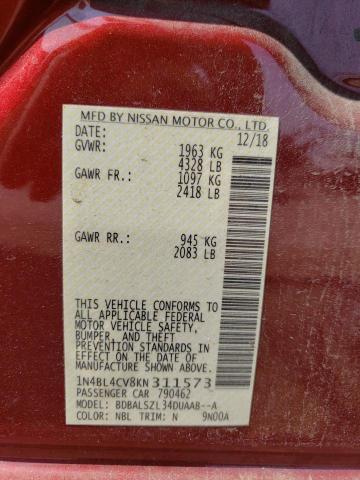 MFD BY NISSAN MOTOR CO., LTD.
DATE: 12/18
GVWR: 1963 KG
4328 LB
GAWR FR.: 1097 KG
2418 LB
GAWR RR.: 945 KG
2083 LB
THIS VEHICLE CONFORMS TO
ALL APPLICABLE FEDERAL
MOTOR VEHICLE SAFETY,
BUMPER, AND THEFT
PREVENTION STANDARDS IN
EFFECT ON THE DATE OF
MANUFACTURE SHOWN ABOVE.
1N4BL4CV8KN311573
PASSENGER CAR 790462
MODEL: BDBALSZL34DUAAB--A
COLOR: NBL TRIM: N 9N00A